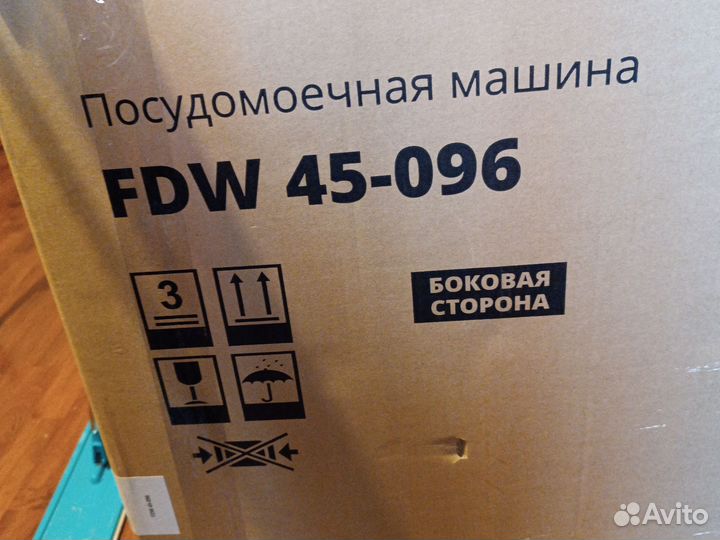 Посудомоечная машина
FDW 45-096
3
БОКОВАЯ
СТОРОНА
Avito